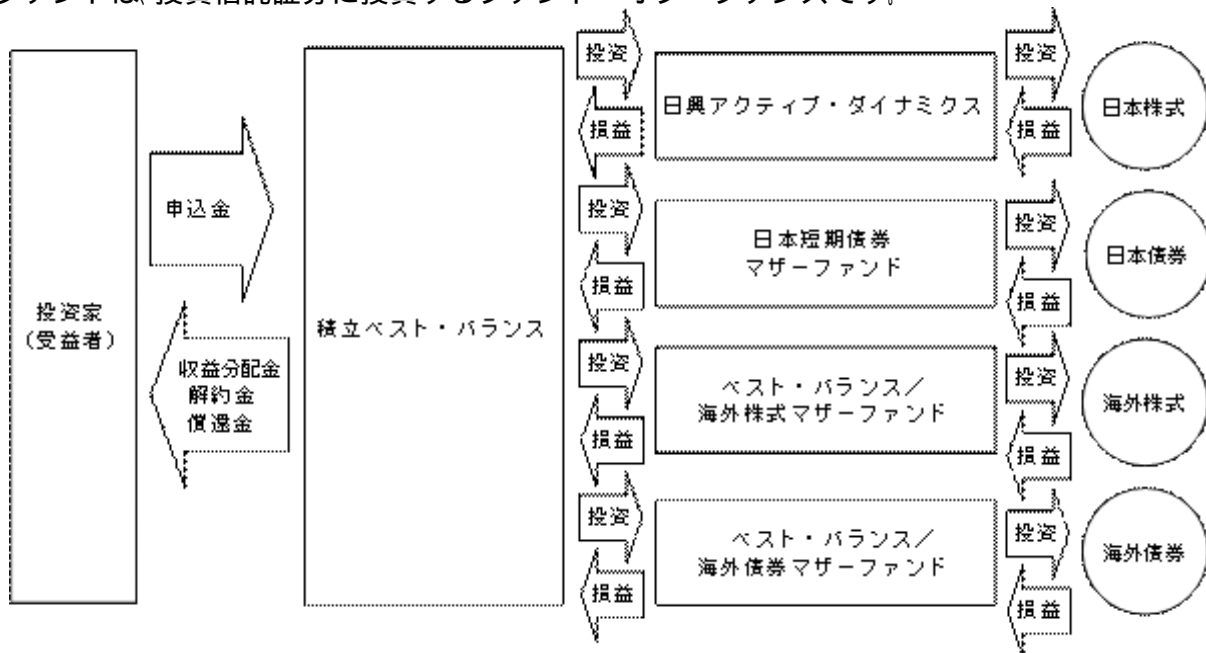 ファンドは、投資信託証券に投資するファンド・オブ・ファンズです。
投資家
（受益者）
申込金
収益分配金
解約金
償還金
積立ベスト・バランス
投資
損益
日興アクティブ・ダイナミクス
投資
損益
日本株式
投資
損益
日本短期債券
マザーファンド
投資
損益
日本債券
投資
損益
ベスト・バランス／
海外株式マザーファンド
投資
損益
海外株式
投資
損益
ベスト・バランス／
海外債券マザーファンド
投資
損益
海外債券